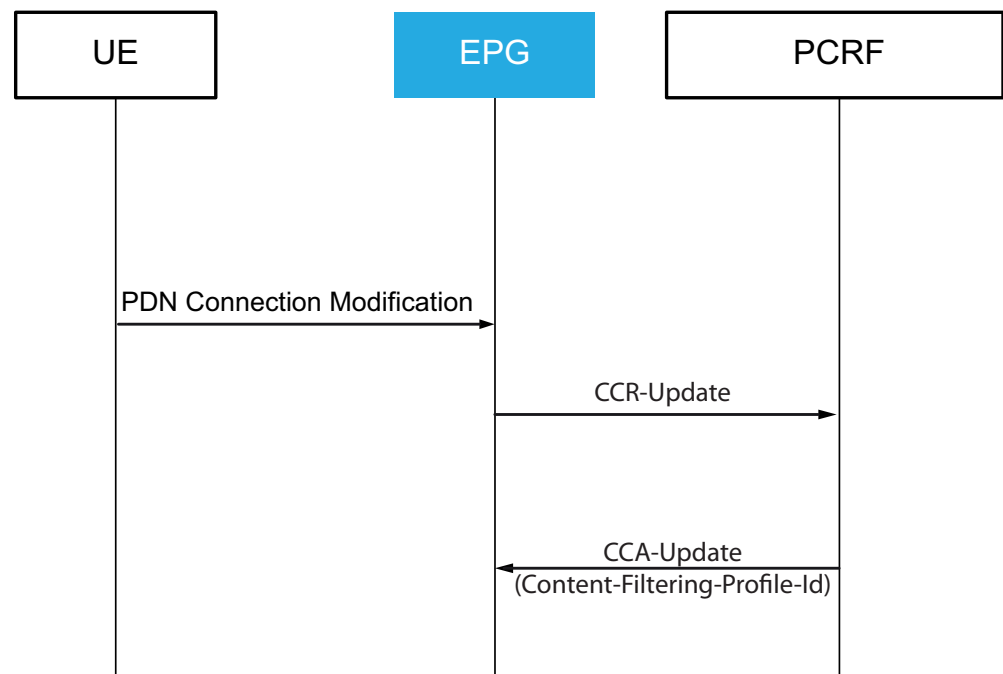 UE
EPG
PCRF
PDN Connection Modification
CCR-Update
CCA-Update
(Content-Filtering-Profile-Id)